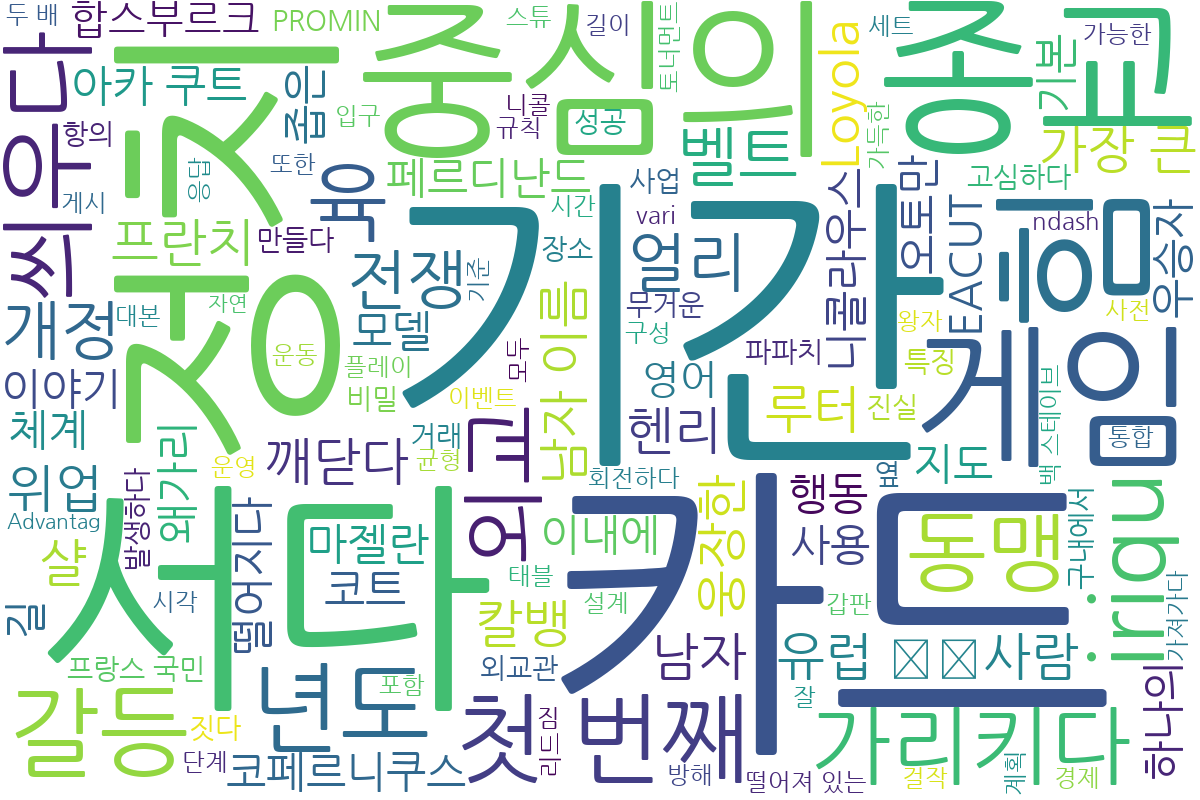 두 배
합스부르크
PROMIN
스튜
길이
토너먼트
중심의
종교
세트
가능한
Loyola
기본
씌우다
아카 쿠트
정치적
좁은
입구
니콜
규칙
성공
벨트
가득한
가장 큰
항의
응답
또한
육
페르디난드
사업
고심하다
게시
프란치
만들다
시간
vari
니콜라우스
오토만
ndash
우승자
기간
게임
힘
전쟁
기준
장소
얼리
무거운
EACUT
개정
대본
자연
모델
모두
남자 이름
구성
파파치
왕자
사전
운동
플레이
영어
특징
이야기
비밀
이벤트
루터
진실
체계
왜가리
깨닫다
거래
균형
헨리
백 스테이브
통합
위업
운영
외교
회전하다
지도
옆
Advantag
발생하다
떨어지다
사다
카드
마젤란
이내에
웅장한
행동
사용
동맹
구내에서
iriqu
샬
길
시각
코트
태블
칼뱅
설계
갑판
가져가다
프랑스 국민
외교관
남자
유럽
사람
갈등
년도
포함
첫 번째
잘
가리키다
하나의
짓다
단계
코페르니쿠스
리드
짐
방해
떨어져 있는
걸작
계획
경제